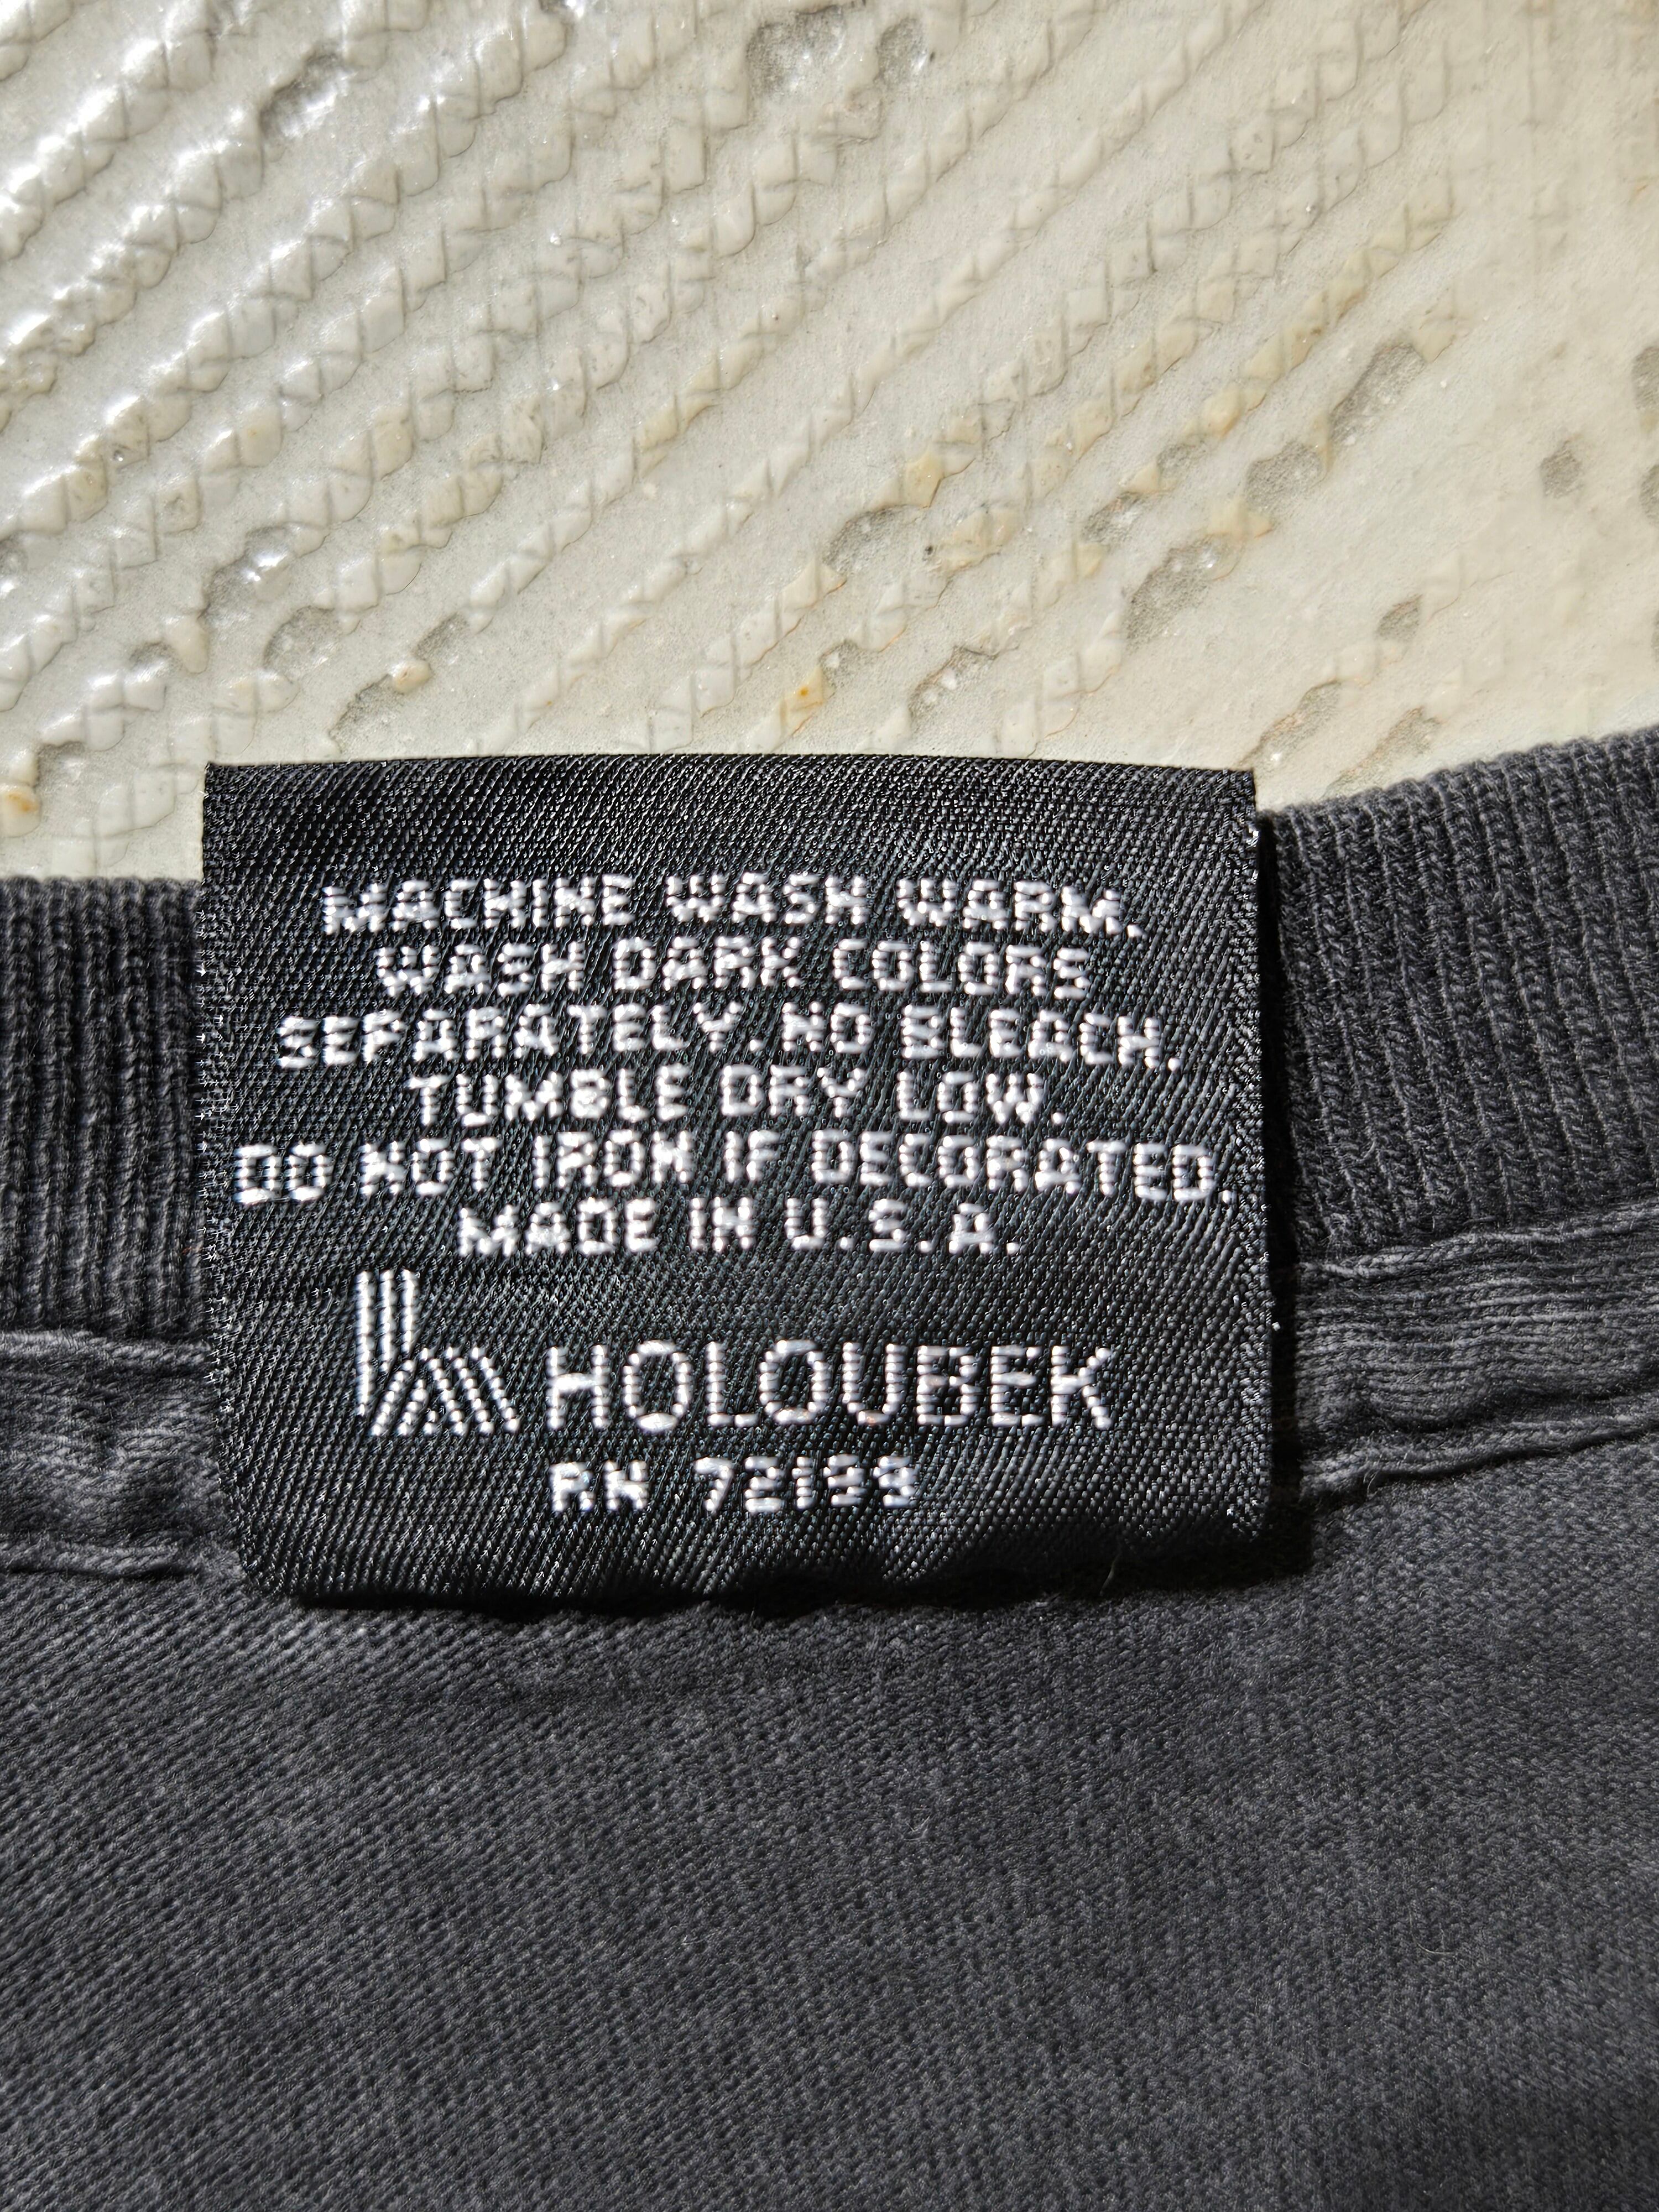 MACHINE WASH WARM.
WASH DARK COLORS
SEPARATELY. NO BLEACH.
TUMBLE DRY LOW.
DO NOT IRON IF DECORATED.
MADE IN U.S.A.
HOLOUBEK
RN